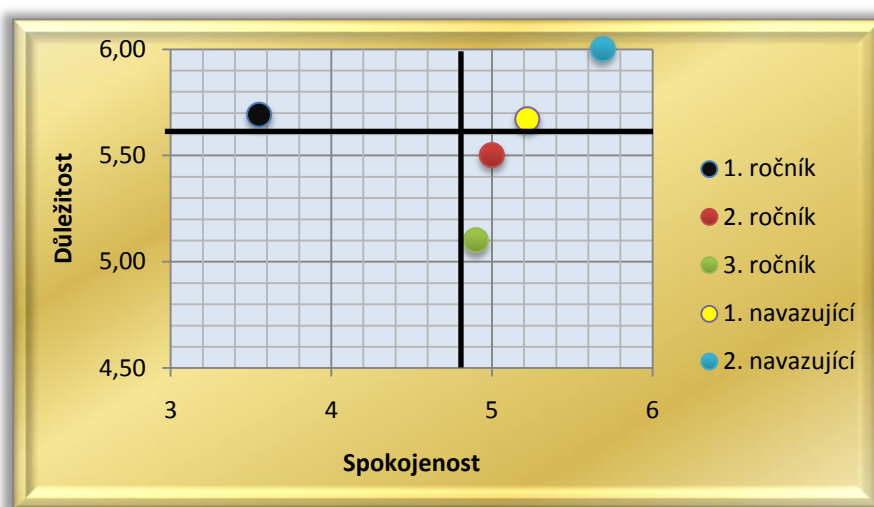 6,00
5,50
5,00
4,50
Důležitost
3 4 5 6
Spokojenost
1. ročník
2. ročník
3. ročník
1. navazující
2. navazující